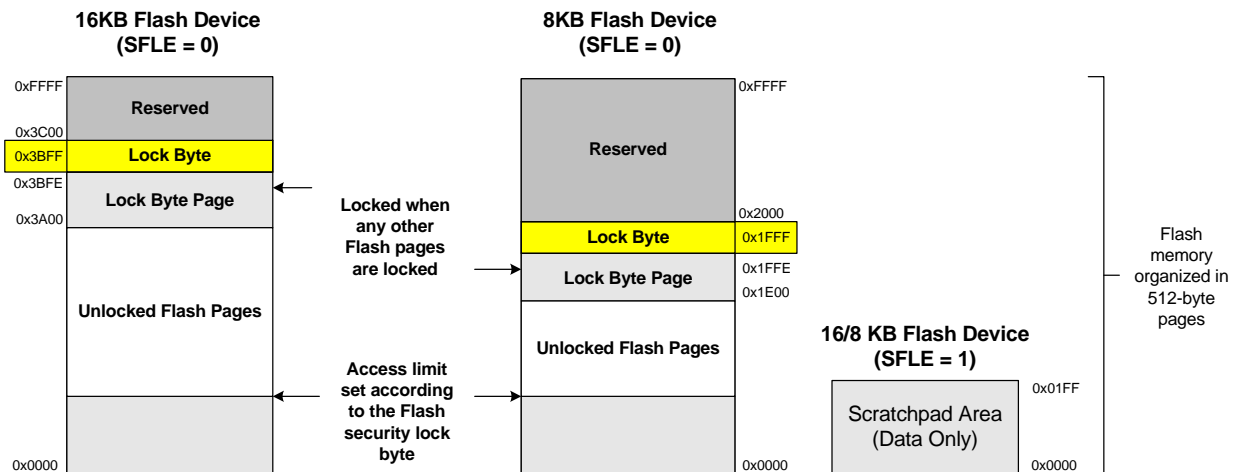 16KB Flash Device
(SFLE = 0)
0xFFFF
Reserved
0x3C00
0x3BFF
Lock Byte
0x3BFE
Lock Byte Page
0x3A00
Unlocked Flash Pages
0x0000
Locked when
any other
Flash pages
are locked
Access limit
set according
to the Flash
security lock
byte
8KB Flash Device
(SFLE = 0)
0xFFFF
Reserved
0x2000
Lock Byte
0x1FFF
0x1FFE
Lock Byte Page
0x1E00
Unlocked Flash Pages
0x0000
16/8 KB Flash Device
(SFLE = 1)
0x01FF
Scratchpad Area
(Data Only)
0x0000
Flash
memory
organized in
512-byte
pages